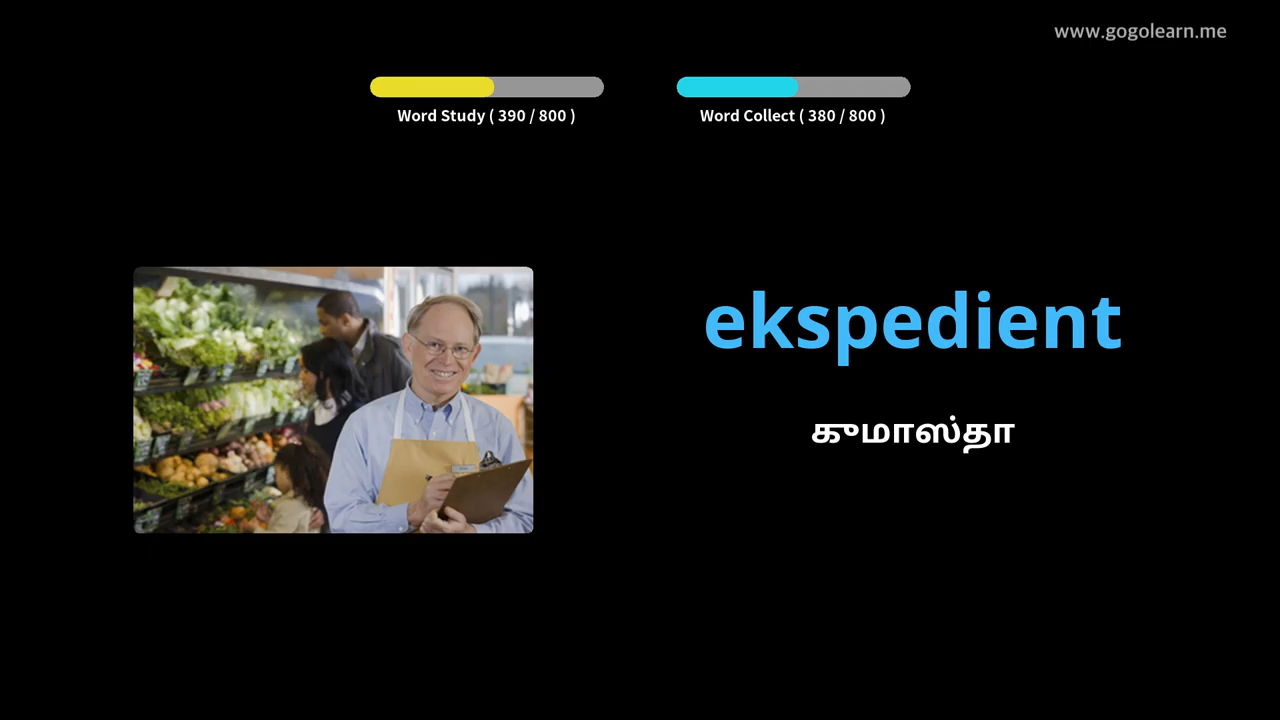 www.gogolearn.me
Word Study ( 390 / 800 )
Word Collect ( 380 / 800 )
ekspedient
குமாஸ்தா